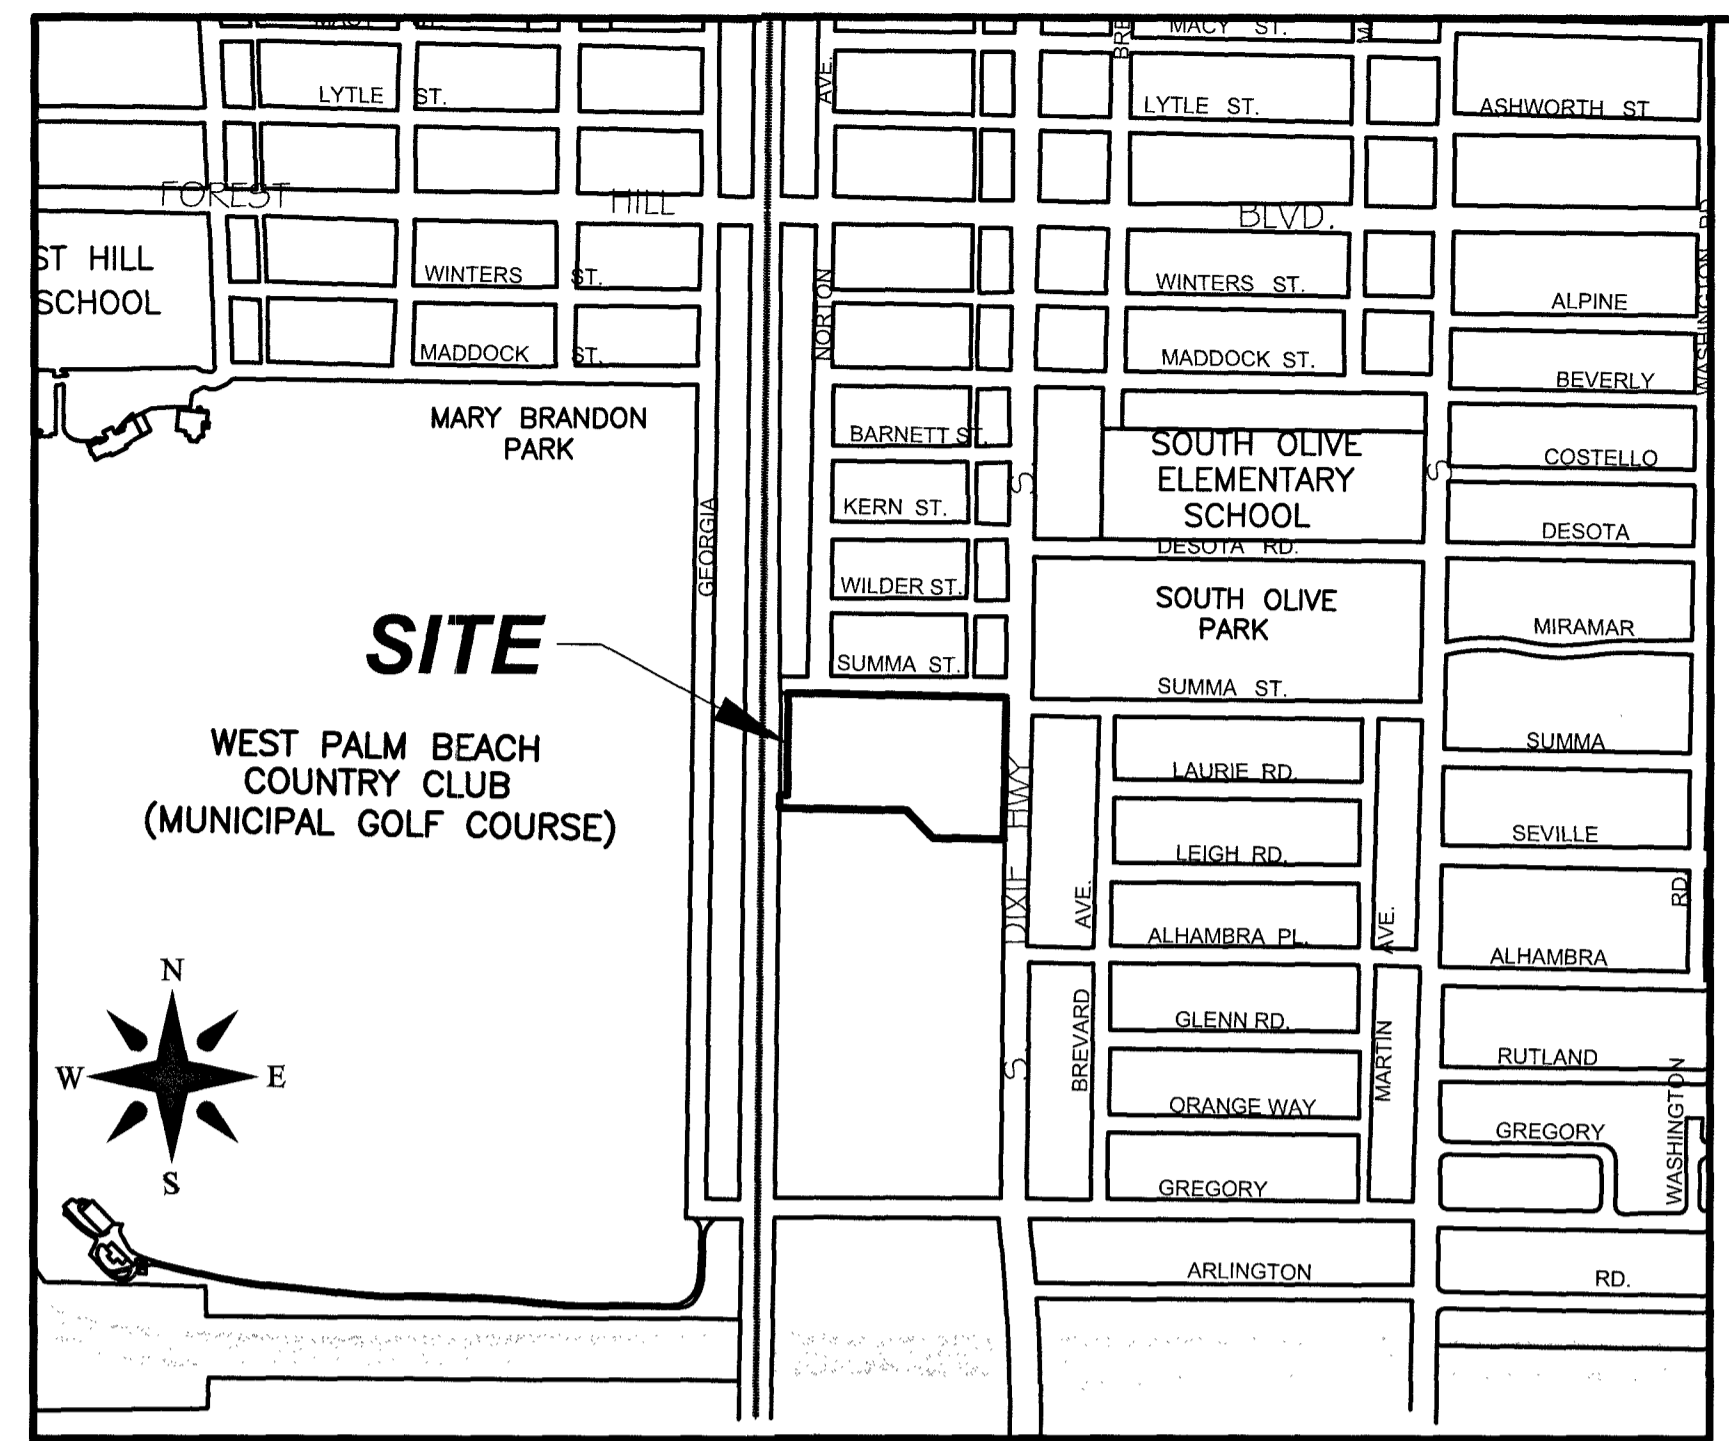 MACY ST.
LYTLE ST.
AVE.
LYTLE ST.
ASHWORTH ST
FOREST HILL BLVD.
ST HILL
SCHOOL
WINTERS ST.
NORTON
WINTERS ST.
ALPINE
WASHINGTON RD
MADDOCK ST.
MADDOCK ST.
BEVERLY
MARY BRANDON
PARK
BARNETT ST.
SOUTH OLIVE
ELEMENTARY
SCHOOL
S
S
COSTELLO
KERN ST.
GEORGIA
DESOTA RD.
DESOTA
WILDER ST.
SOUTH OLIVE
PARK
MIRAMAR
SITE
SUMMA ST.
SUMMA ST.
SUMMA
WEST PALM BEACH
COUNTRY CLUB
(MUNICIPAL GOLF COURSE)
LAURIE RD.
S DIXIE HWY
SEVILLE
LEIGH RD.
AVE.
AVE.
RD.
ALHAMBRA PL.
ALHAMBRA
N
W E
S
GLENN RD.
BREVARD
MARTIN
RUTLAND
ORANGE WAY
GREGORY
WASHINGTON
GREGORY
ARLINGTON RD.